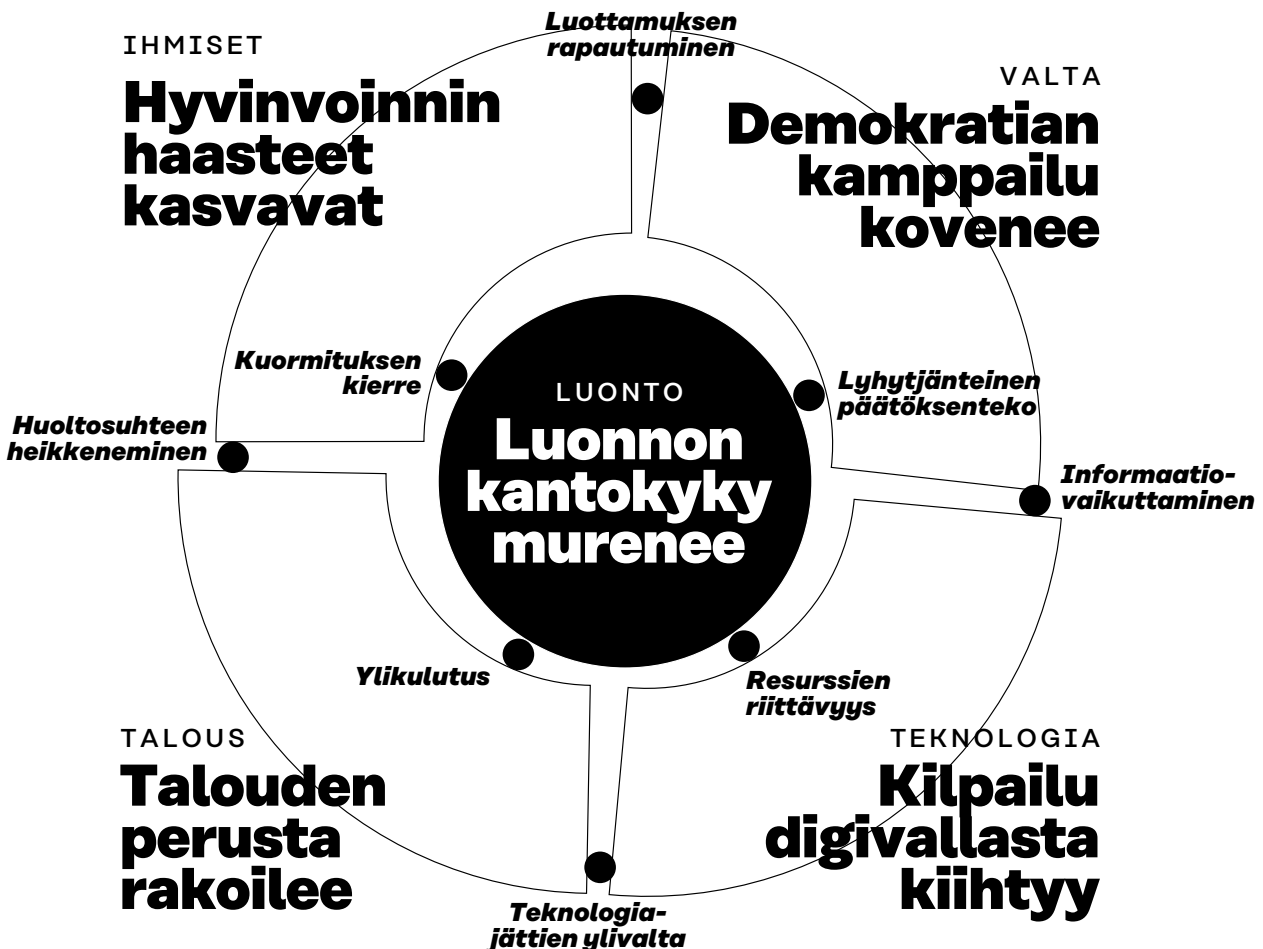 Luottamuksen
rapautuminen
IHMISET
Hyvinvoinnin
haasteet
kasvavat
VALTA
Demokratian
kamppailu
kovenee
Kuormituksen
kierre
Lyhytjänteinen
päätöksenteko
Huoltosuhteen
heikkeneminen
Informaatio-
vaikuttaminen
LUONTO
Luonnon
kantokyky
murenee
Ylikulutus
Resurssien
riittävyys
TALOUS
Talouden
perusta
rakoilee
TEKNOLOGIA
Kilpailu
digivallasta
kiihtyy
Teknologia-
jättien ylivalta